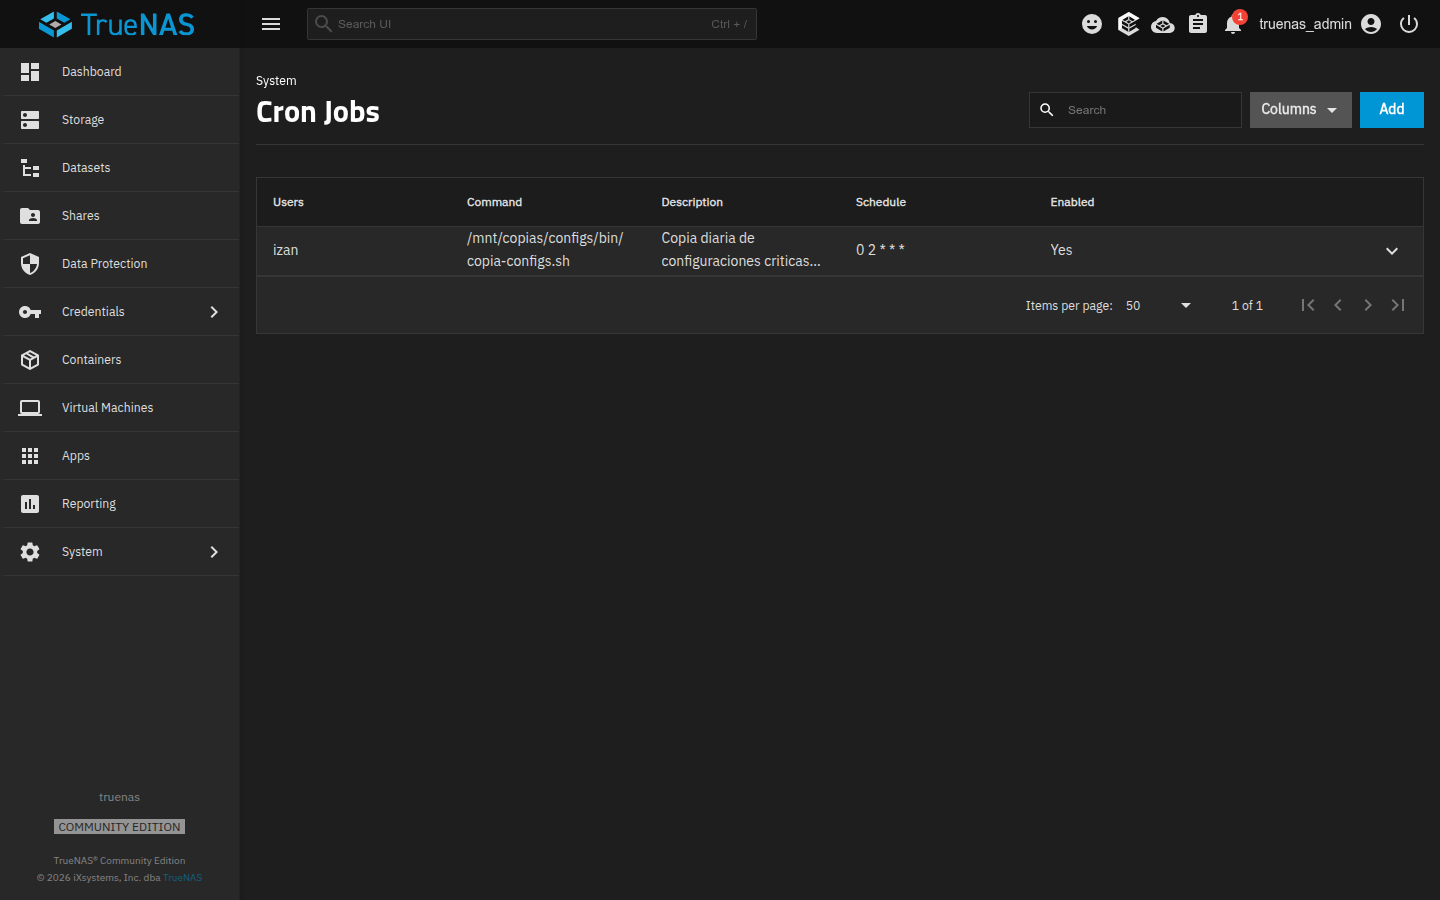 TrueNAS
Search UI
Ctrl + /
1
truenas_admin
Dashboard
Storage
Datasets
Shares
Data Protection
Credentials
Containers
Virtual Machines
Apps
Reporting
System
truenas
COMMUNITY EDITION
TrueNAS® Community Edition
© 2026 iXsystems, Inc. dba TrueNAS
System
Cron Jobs
Search
Columns
Add
Users Command Description Schedule Enabled
izan
/mnt/copias/configs/bin/
copia-configs.sh
Copia diaria de
configuraciones criticas...
0 2 * * *
Yes
Items per page: 50
1 of 1